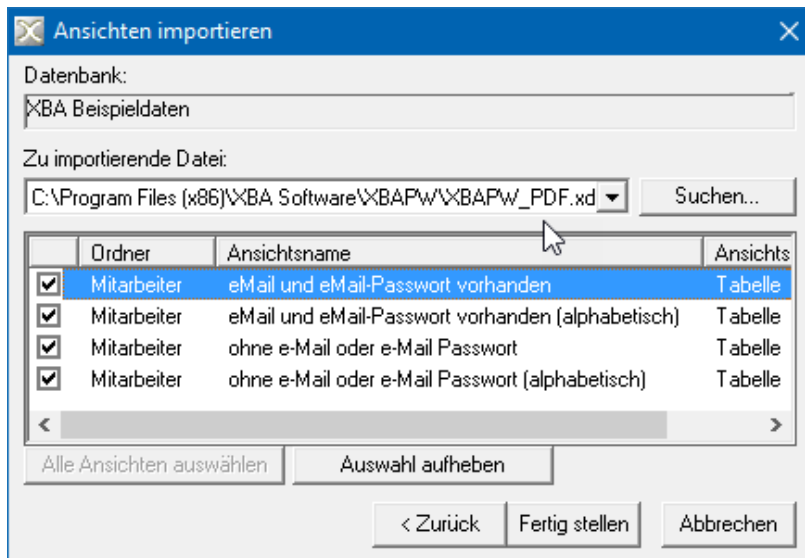 Ansichten importieren
Datenbank:
XBA Beispieldaten
Zu importierende Datei:
C:\Program Files (x86)\XBA Software\XBAPW\XBAPW_PDF.xd Suchen...
Ordner Ansichtsname Ansichts
Mitarbeiter eMail und eMail-Passwort vorhanden Tabelle
Mitarbeiter eMail und eMail-Passwort vorhanden (alphabetisch) Tabelle
Mitarbeiter ohne e-Mail oder e-Mail Passwort Tabelle
Mitarbeiter ohne e-Mail oder e-Mail Passwort (alphabetisch) Tabelle
Alle Ansichten auswählen Auswahl aufheben
< Zurück Fertig stellen Abbrechen